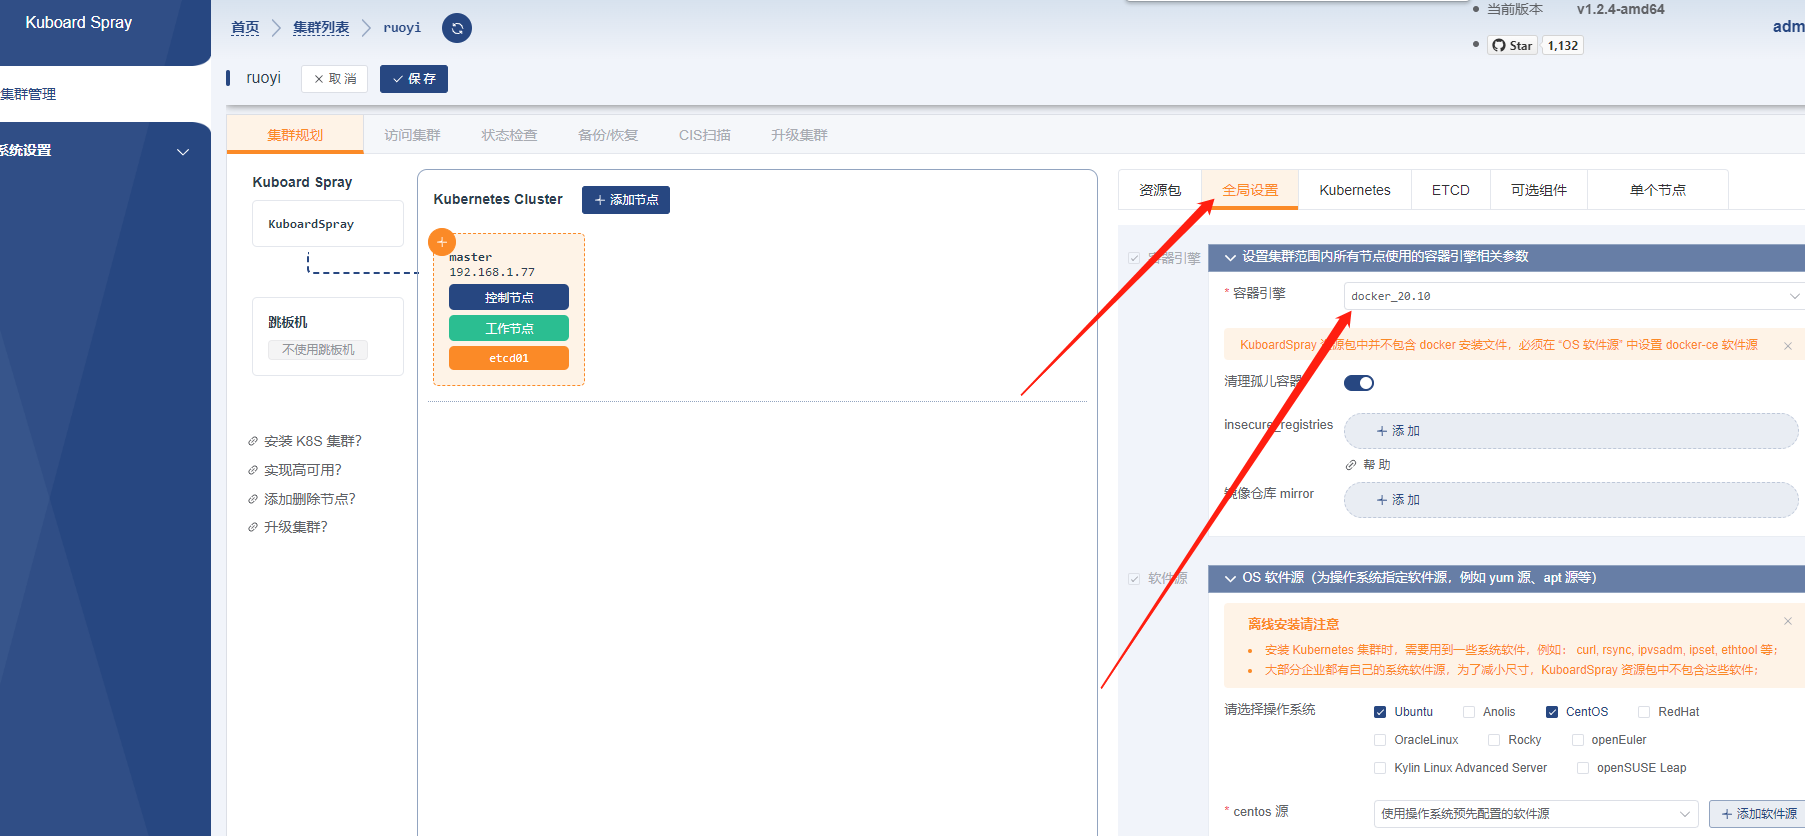 Kuboard Spray
首页
集群列表
ruoyi
当前版本 v1.2.4-amd64
Star 1,132
adm
ruoyi
取 消
保 存
集群管理
系统设置
集群规划
访问集群
状态检查
备份/恢复
CIS扫描
升级集群
Kuboard Spray
KuboardSpray
跳板机
不使用跳板机
安装 K8S 集群?
实现高可用?
添加删除节点?
升级集群?
Kubernetes Cluster
添加节点
master
192.168.1.77
控制节点
工作节点
etcd01
资源包
全局设置
Kubernetes
ETCD
可选组件
单个节点
容器引擎
设置集群范围内所有节点使用的容器引擎相关参数
* 容器引擎
docker_20.10
KuboardSpray 资源包中并不包含 docker 安装文件，必须在 “OS 软件源” 中设置 docker-ce 软件源
清理孤儿容器
insecure_registries
添 加
帮 助
镜像仓库 mirror
添 加
软件源
OS 软件源（为操作系统指定软件源，例如 yum 源、apt 源等）
离线安装请注意
安装 Kubernetes 集群时，需要用到一些系统软件，例如： curl, rsync, ipvsadm, ipset, ethtool 等；
大部分企业都有自己的系统软件源，为了减小尺寸，KuboardSpray 资源包中不包含这些软件；
请选择操作系统
Ubuntu
Anolis
CentOS
RedHat
OracleLinux
Rocky
openEuler
Kylin Linux Advanced Server
openSUSE Leap
* centos 源
使用操作系统预先配置的软件源
添加软件源